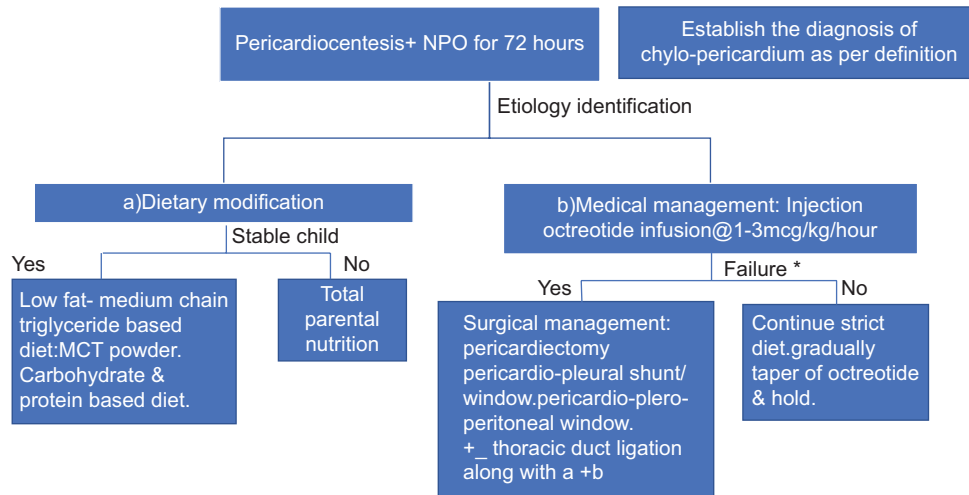 Pericardiocentesis+ NPO for 72 hours
Establish the diagnosis of
chylo-pericardium as per definition
Etiology identification
a)Dietary modification
b)Medical management: Injection
octreotide infusion@1-3mcg/kg/hour
Stable child
Yes
No
Failure *
Yes
No
Low fat- medium chain
triglyceride based
diet:MCT powder.
Carbohydrate &
protein based diet.
Total
parental
nutrition
Surgical management:
pericardiectomy
pericardio-pleural shunt/
window.pericardio-plero-
peritoneal window.
+_ thoracic duct ligation
along with a +b
Continue strict
diet.gradually
taper of octreotide
& hold.